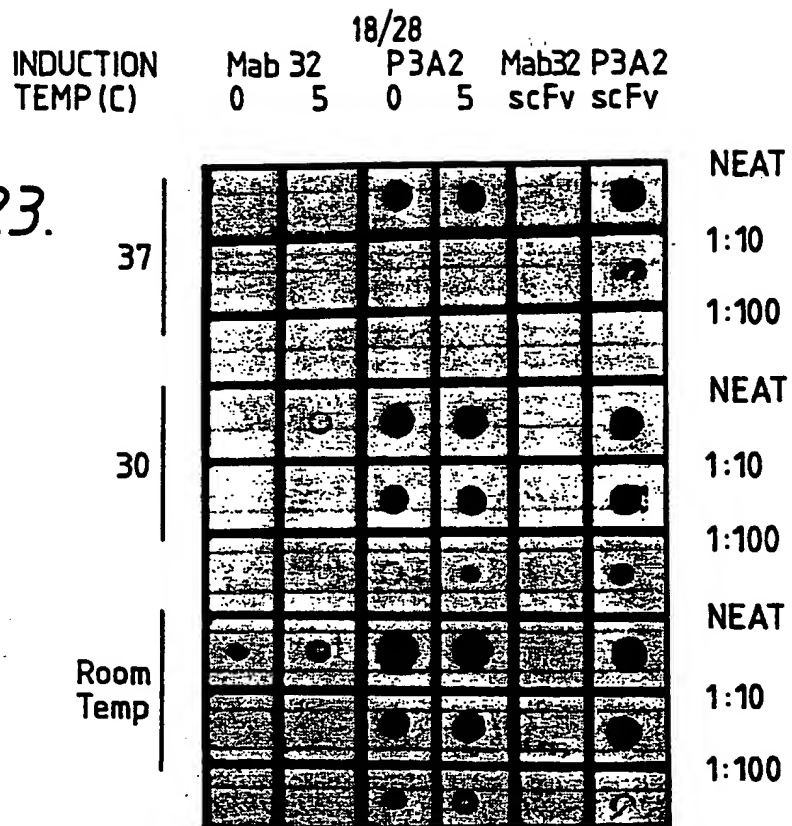 18/28
INDUCTION Mab 32 P3A2 Mab32 P3A2
TEMP (C) 0 5 0 5 scFv scFv
NEAT
23.
37 1:10
1:100
NEAT
30 1:10
1:100
NEAT
Room
Temp 1:10
1:100